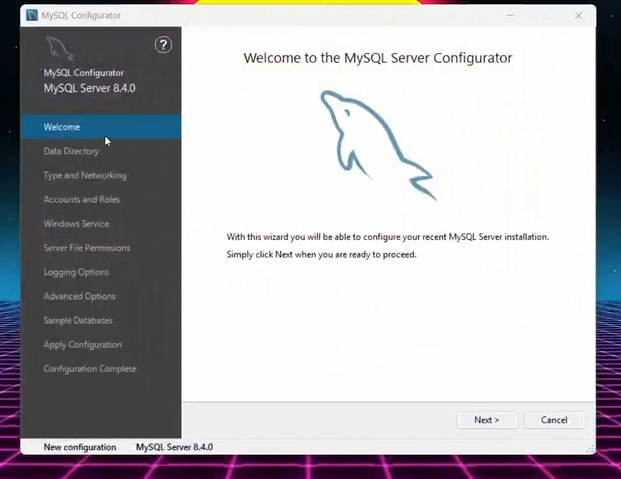 MySQL Configurator
?
MySQL Configurator
MySQL Server 8.4.0
Welcome
Data Directory
Type and Networking
Accounts and Roles
Windows Service
Server File Permissions
Logging Options
Advanced Options
Sample Databases
Apply Configuration
Configuration Complete
Welcome to the MySQL Server Configurator
With this wizard you will be able to configure your recent MySQL Server installation.
Simply click Next when you are ready to proceed.
Next >
Cancel
New configuration
MySQL Server 8.4.0